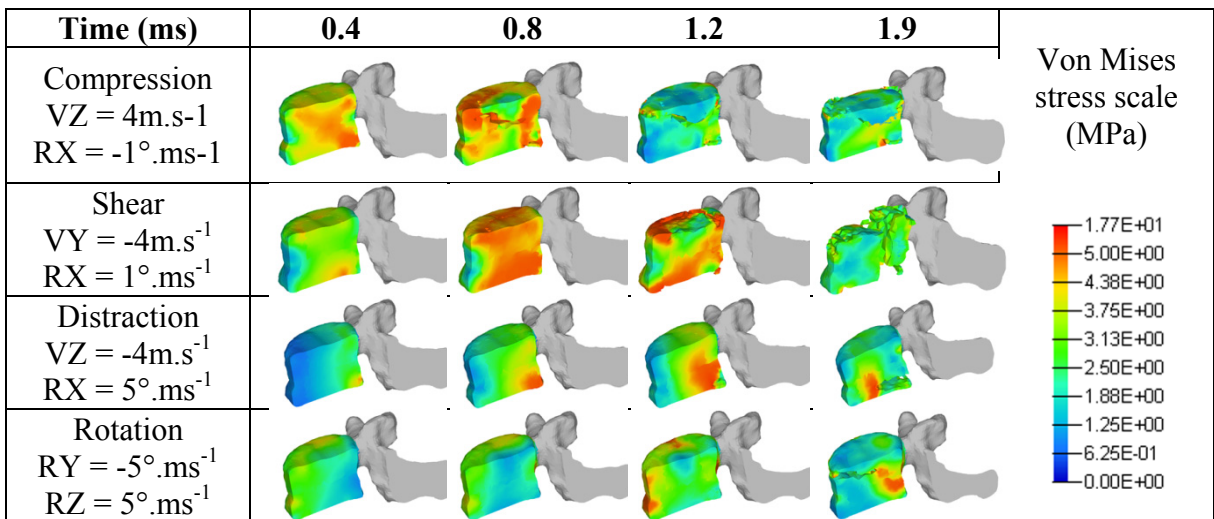 Time (ms) 0.4 0.8 1.2 1.9
Von Mises
stress scale
(MPa)
Compression
VZ = 4m.s-1
RX = -1°.ms-1
Shear
VY = -4m.s⁻¹
RX = 1°.ms⁻¹
Distraction
VZ = -4m.s⁻¹
RX = 5°.ms⁻¹
Rotation
RY = -5°.ms⁻¹
RZ = 5°.ms⁻¹
1.77E+01
5.00E+00
4.38E+00
3.75E+00
3.13E+00
2.50E+00
1.88E+00
1.25E+00
6.25E-01
0.00E+00